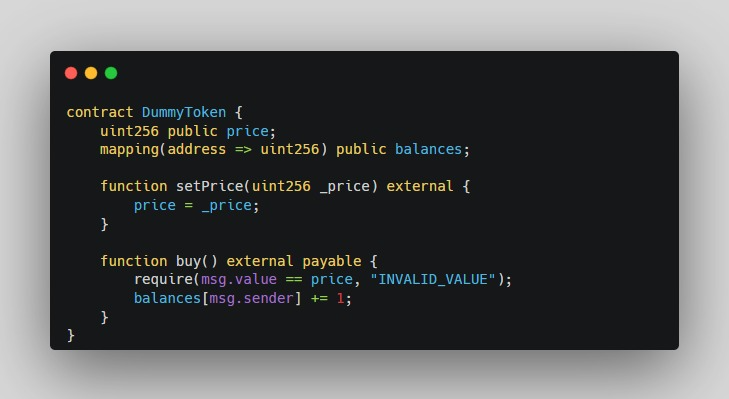 contract DummyToken {
    uint256 public price;
    mapping(address => uint256) public balances;

    function setPrice(uint256 _price) external {
        price = _price;
    }

    function buy() external payable {
        require(msg.value == price, "INVALID_VALUE");
        balances[msg.sender] += 1;
    }
}